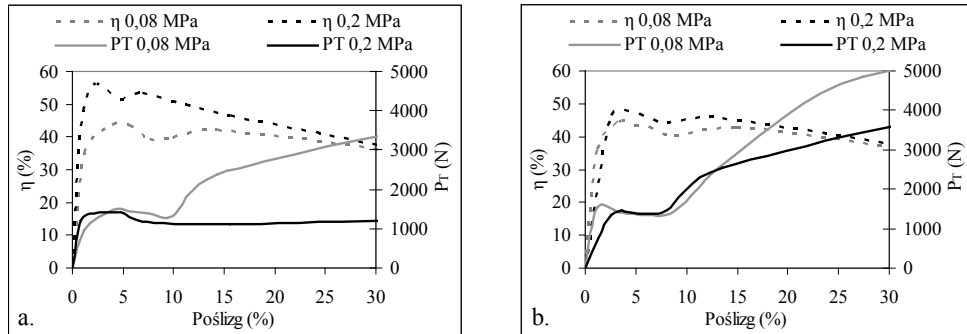 η 0,08 MPa
η 0,2 MPa
PT 0,08 MPa
PT 0,2 MPa
60
50
40
30
20
10
0
η (%)
5000
4000
3000
2000
1000
0
P_T (N)
0
5
10
15
20
25
30
Poślizg (%)
a.
η 0,08 MPa
η 0,2 MPa
PT 0,08 MPa
PT 0,2 MPa
60
50
40
30
20
10
0
η (%)
5000
4000
3000
2000
1000
0
P_T (N)
0
5
10
15
20
25
30
Poślizg (%)
b.